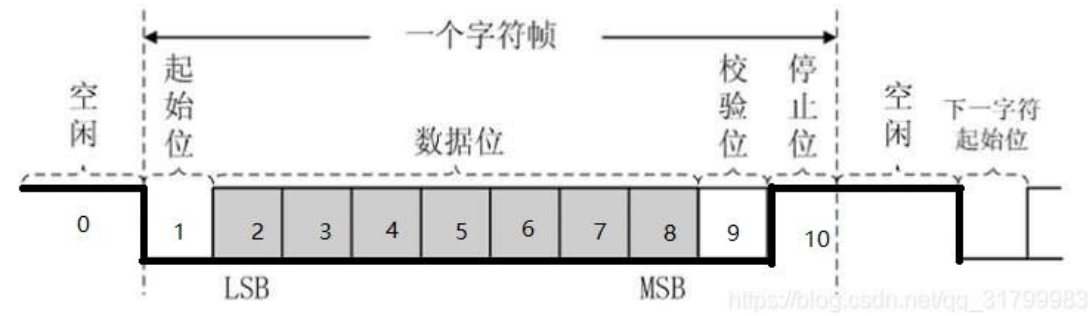 一个字符帧
空闲
起始位
数据位
校验位
停止位
空闲
下一字符
起始位
0
1
2
3
4
5
6
7
8
9
10
LSB
MSB
https://blog.csdn.net/qq_31799983